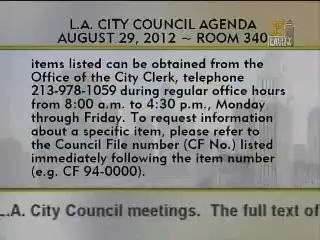 L.A. CITY COUNCIL AGENDA
AUGUST 29, 2012 ~ ROOM 340
items listed can be obtained from the
Office of the City Clerk, telephone
213-978-1059 during regular office hours
from 8:00 a.m. to 4:30 p.m., Monday
through Friday. To request information
about a specific item, please refer to
the Council File number (CF No.) listed
immediately following the item number
(e.g. CF 94-0000).
L.A. City Council meetings. The full text of